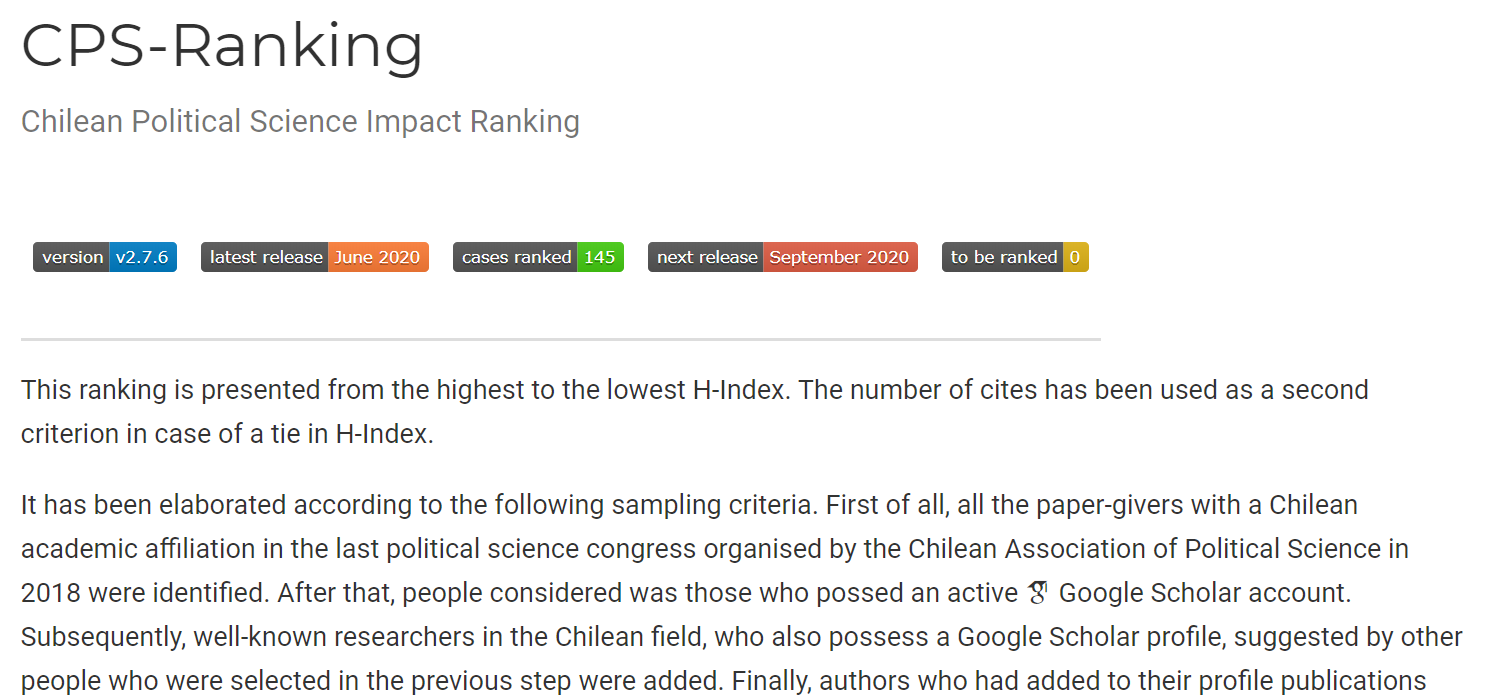 CPS-Ranking
Chilean Political Science Impact Ranking
version v2.7.6 latest release June 2020 cases ranked 145 next release September 2020 to be ranked 0
This ranking is presented from the highest to the lowest H-Index. The number of cites has been used as a second
criterion in case of a tie in H-Index.
It has been elaborated according to the following sampling criteria. First of all, all the paper-givers with a Chilean
academic affiliation in the last political science congress organised by the Chilean Association of Political Science in
2018 were identified. After that, people considered was those who possed an active Google Scholar account.
Subsequently, well-known researchers in the Chilean field, who also possess a Google Scholar profile, suggested by other
people who were selected in the previous step were added. Finally, authors who had added to their profile publications